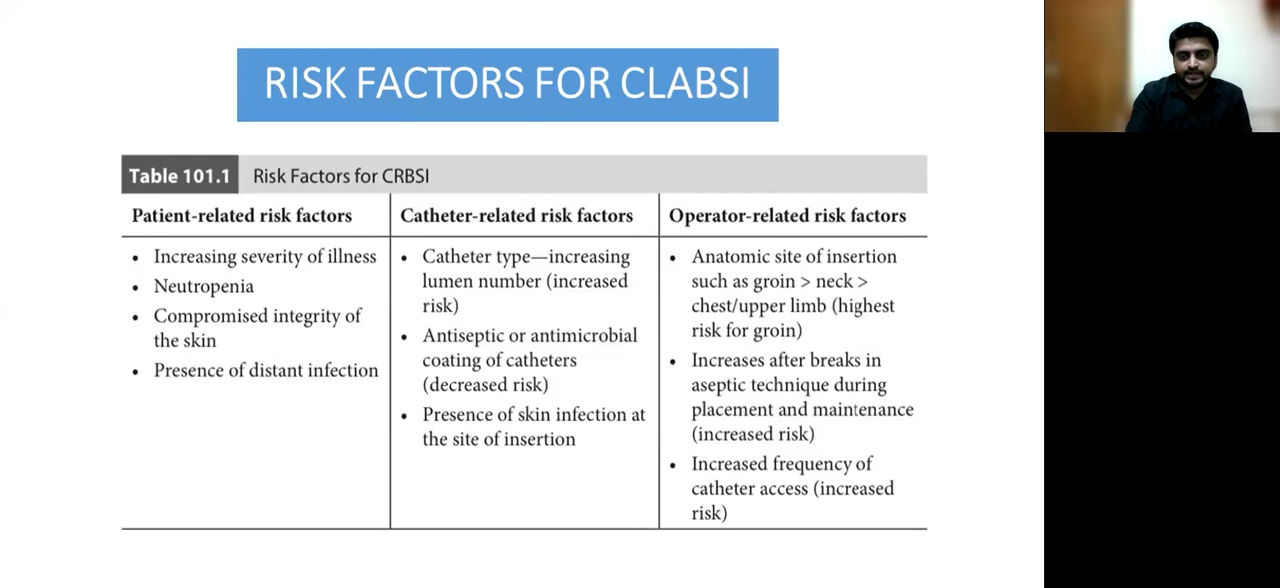 RISK FACTORS FOR CLABSI
Table 101.1 Risk Factors for CRBSI
Patient-related risk factors
• Increasing severity of illness
• Neutropenia
• Compromised integrity of
the skin
• Presence of distant infection
Catheter-related risk factors
• Catheter type—increasing
lumen number (increased
risk)
• Antiseptic or antimicrobial
coating of catheters
(decreased risk)
• Presence of skin infection at
the site of insertion
Operator-related risk factors
• Anatomic site of insertion
such as groin > neck >
chest/upper limb (highest
risk for groin)
• Increases after breaks in
aseptic technique during
placement and maintenance
(increased risk)
• Increased frequency of
catheter access (increased
risk)